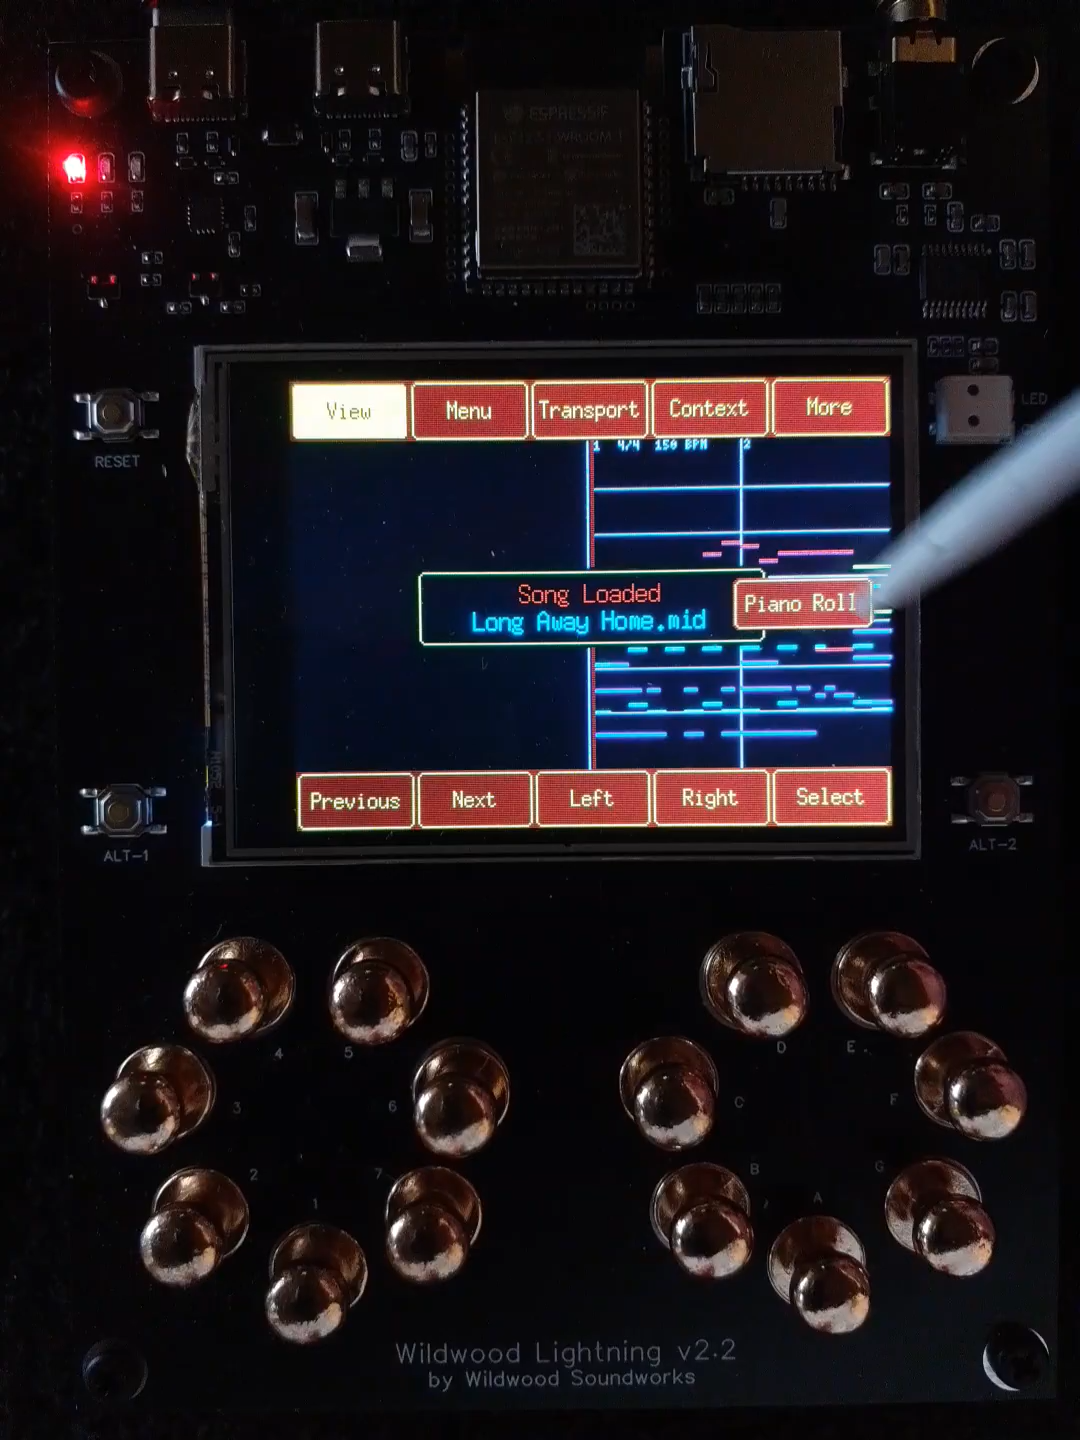 ESPRESSIF
LED
View Menu Transport Context More
RESET
1 4/4 150 BPM 2
Song Loaded
Long Away Home.mid
Piano Roll
Previous Next Left Right Select
ALT-1
ALT-2
4 5 D E
3 6 C F
2 7 B G
1 A
Wildwood Lightning v2.2
by Wildwood Soundworks